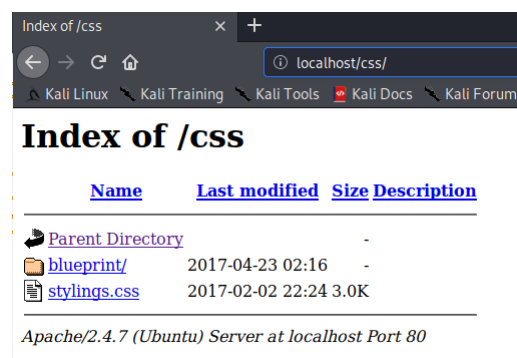 Index of /css
localhost/css/
Kali Linux Kali Training Kali Tools Kali Docs Kali Forum
Index of /css
Name Last modified Size Description
Parent Directory -
blueprint/ 2017-04-23 02:16 -
stylings.css 2017-02-02 22:24 3.0K
Apache/2.4.7 (Ubuntu) Server at localhost Port 80